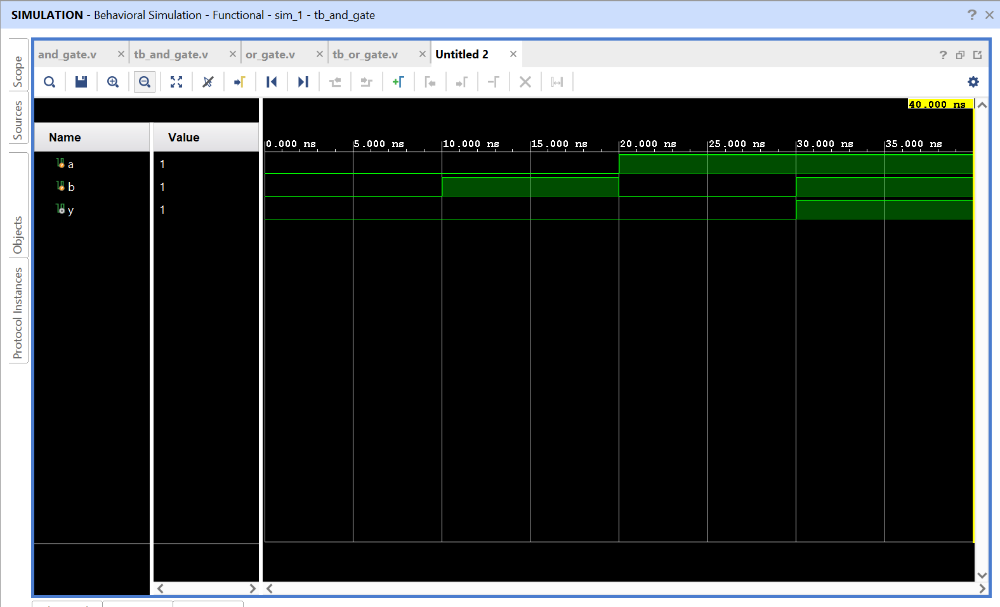 SIMULATION - Behavioral Simulation - Functional - sim_1 - tb_and_gate
? ×
and_gate.v × tb_and_gate.v × or_gate.v × tb_or_gate.v × Untitled 2 ×
?
Scope
Sources
Objects
Protocol Instances
40.000 ns
Name Value
0.000 ns 5.000 ns 10.000 ns 15.000 ns 20.000 ns 25.000 ns 30.000 ns 35.000 ns
a 1
b 1
y 1